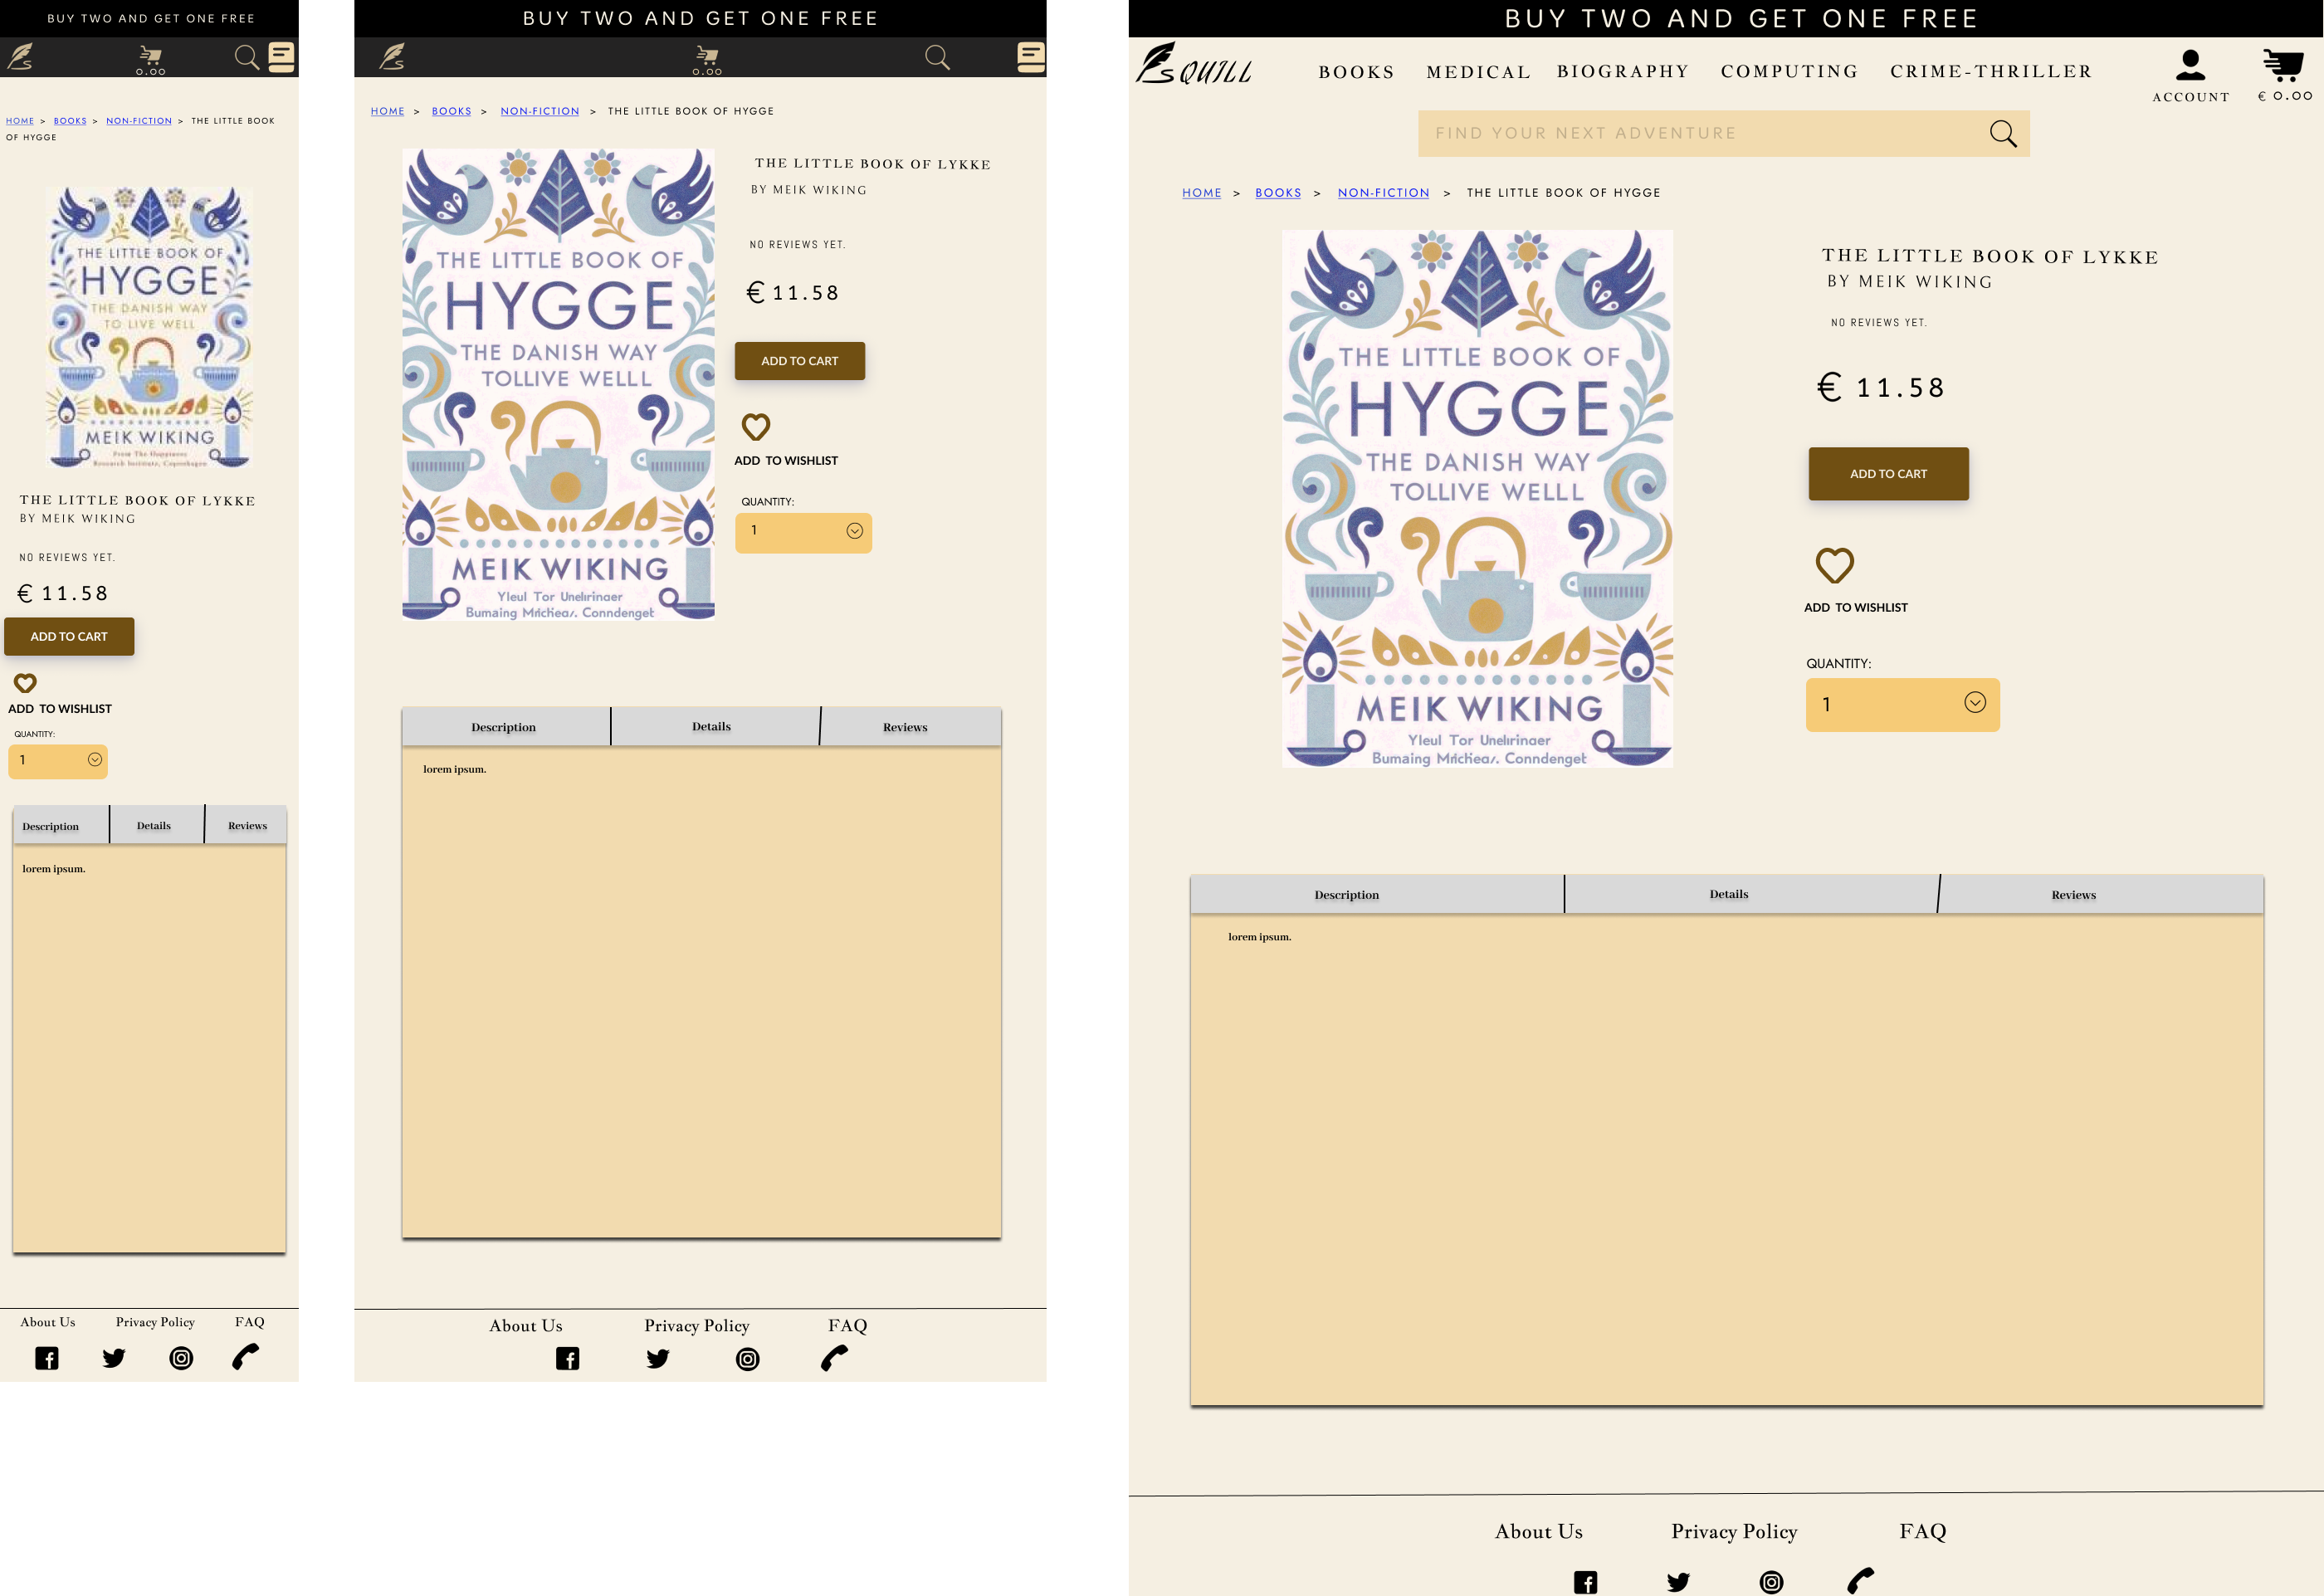 BUY TWO AND GET ONE FREE
0.00
HOME > BOOKS > NON-FICTION > THE LITTLE BOOK
OF HYGGE
THE LITTLE BOOK OF
HYGGE
THE DANISH WAY
TO LIVE WELL
MEIK WIKING
From The Happiness
Research Institute, Copenhagen
THE LITTLE BOOK OF LYKKE
BY MEIK WIKING
NO REVIEWS YET.
€ 11.58
ADD TO CART
ADD TO WISHLIST
QUANTITY:
1
Description Details Reviews
lorem ipsum.
About Us Privacy Policy FAQ
BUY TWO AND GET ONE FREE
0.00
HOME > BOOKS > NON-FICTION > THE LITTLE BOOK OF HYGGE
THE LITTLE BOOK OF
HYGGE
THE DANISH WAY
TOLLIVE WELLL
MEIK WIKING
Yleul Tor Unelırinaer
Bumaing Mrícheaꞏ. Conndenget
THE LITTLE BOOK OF LYKKE
BY MEIK WIKING
NO REVIEWS YET.
€ 11.58
ADD TO CART
ADD TO WISHLIST
QUANTITY:
1
Description Details Reviews
lorem ipsum.
About Us Privacy Policy FAQ
BUY TWO AND GET ONE FREE
QUILL BOOKS MEDICAL BIOGRAPHY COMPUTING CRIME-THRILLER
ACCOUNT € 0.00
FIND YOUR NEXT ADVENTURE
HOME > BOOKS > NON-FICTION > THE LITTLE BOOK OF HYGGE
THE LITTLE BOOK OF
HYGGE
THE DANISH WAY
TOLLIVE WELLL
MEIK WIKING
Yleul Tor Unelırinaer
Bumaing Mrícheaꞏ. Conndenget
THE LITTLE BOOK OF LYKKE
BY MEIK WIKING
NO REVIEWS YET.
€ 11.58
ADD TO CART
ADD TO WISHLIST
QUANTITY:
1
Description Details Reviews
lorem ipsum.
About Us Privacy Policy FAQ